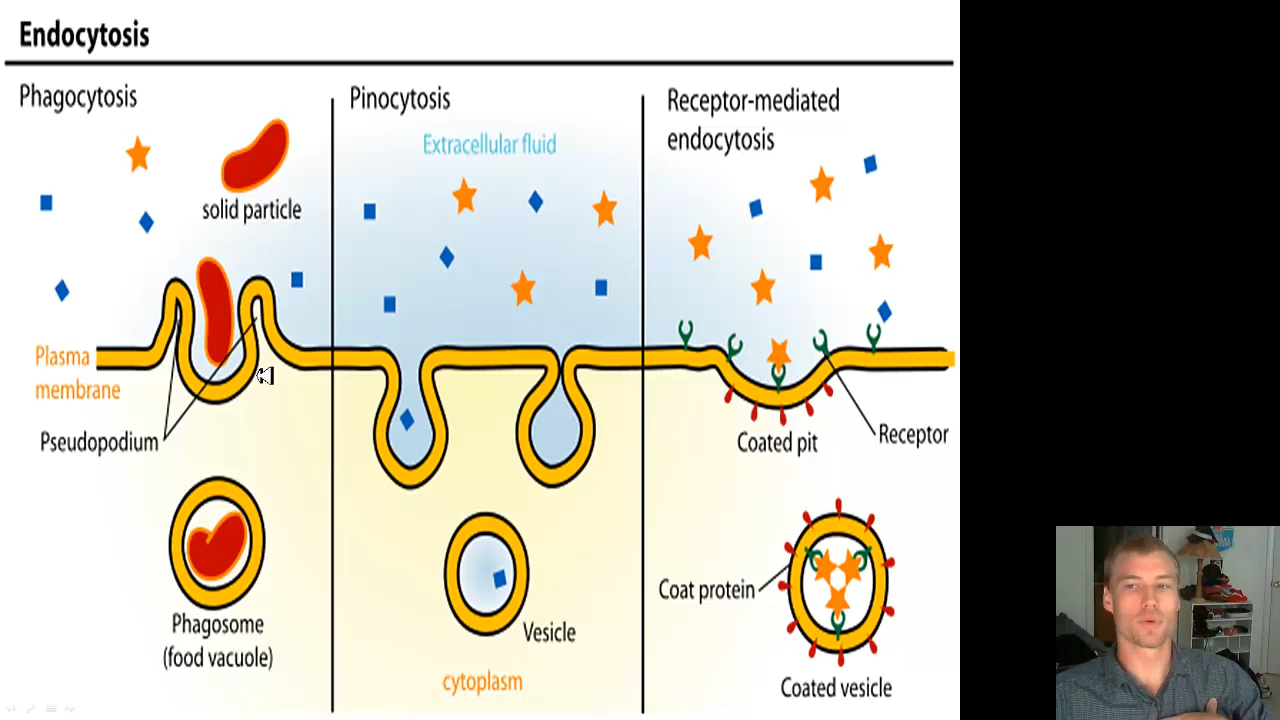 Endocytosis
Phagocytosis
solid particle
Plasma
membrane
Pseudopodium
Phagosome
(food vacuole)
Pinocytosis
Extracellular fluid
Vesicle
cytoplasm
Receptor-mediated
endocytosis
Coated pit
Receptor
Coat protein
Coated vesicle